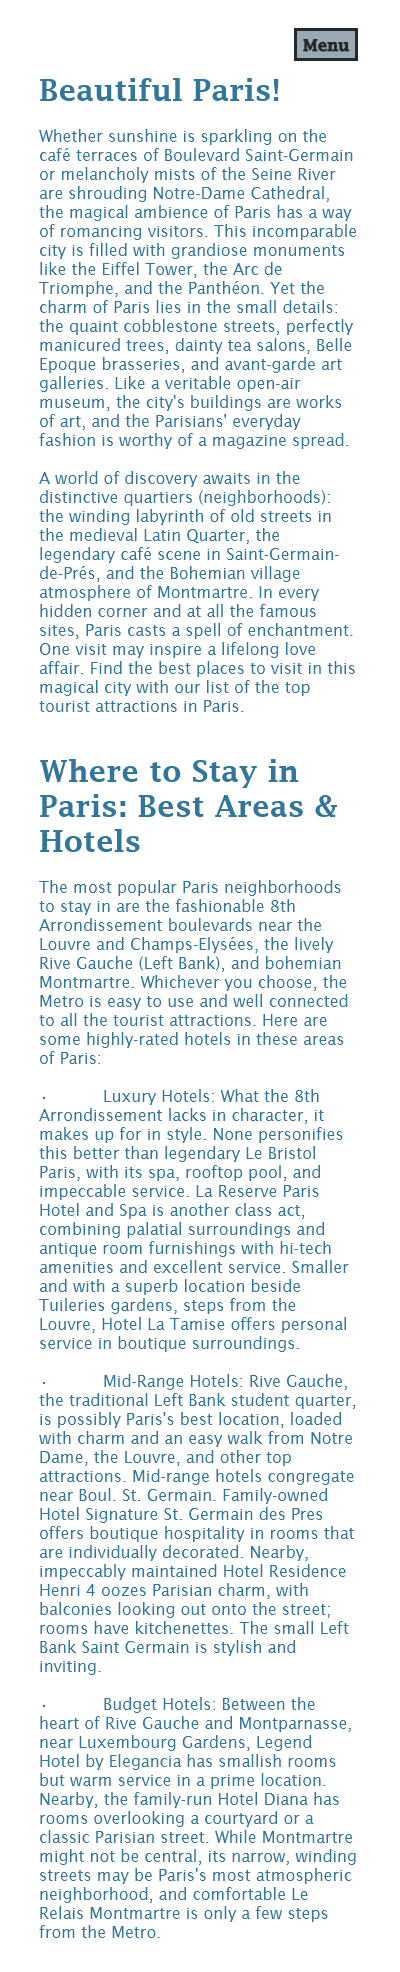 Menu
Beautiful Paris!
Whether sunshine is sparkling on the
café terraces of Boulevard Saint-Germain
or melancholy mists of the Seine River
are shrouding Notre-Dame Cathedral,
the magical ambience of Paris has a way
of romancing visitors. This incomparable
city is filled with grandiose monuments
like the Eiffel Tower, the Arc de
Triomphe, and the Panthéon. Yet the
charm of Paris lies in the small details:
the quaint cobblestone streets, perfectly
manicured trees, dainty tea salons, Belle
Epoque brasseries, and avant-garde art
galleries. Like a veritable open-air
museum, the city's buildings are works
of art, and the Parisians' everyday
fashion is worthy of a magazine spread.
A world of discovery awaits in the
distinctive quartiers (neighborhoods):
the winding labyrinth of old streets in
the medieval Latin Quarter, the
legendary café scene in Saint-Germain-
de-Prés, and the Bohemian village
atmosphere of Montmartre. In every
hidden corner and at all the famous
sites, Paris casts a spell of enchantment.
One visit may inspire a lifelong love
affair. Find the best places to visit in this
magical city with our list of the top
tourist attractions in Paris.
Where to Stay in
Paris: Best Areas &
Hotels
The most popular Paris neighborhoods
to stay in are the fashionable 8th
Arrondissement boulevards near the
Louvre and Champs-Elysées, the lively
Rive Gauche (Left Bank), and bohemian
Montmartre. Whichever you choose, the
Metro is easy to use and well connected
to all the tourist attractions. Here are
some highly-rated hotels in these areas
of Paris:
· Luxury Hotels: What the 8th
Arrondissement lacks in character, it
makes up for in style. None personifies
this better than legendary Le Bristol
Paris, with its spa, rooftop pool, and
impeccable service. La Reserve Paris
Hotel and Spa is another class act,
combining palatial surroundings and
antique room furnishings with hi-tech
amenities and excellent service. Smaller
and with a superb location beside
Tuileries gardens, steps from the
Louvre, Hotel La Tamise offers personal
service in boutique surroundings.
· Mid-Range Hotels: Rive Gauche,
the traditional Left Bank student quarter,
is possibly Paris's best location, loaded
with charm and an easy walk from Notre
Dame, the Louvre, and other top
attractions. Mid-range hotels congregate
near Boul. St. Germain. Family-owned
Hotel Signature St. Germain des Pres
offers boutique hospitality in rooms that
are individually decorated. Nearby,
impeccably maintained Hotel Residence
Henri 4 oozes Parisian charm, with
balconies looking out onto the street;
rooms have kitchenettes. The small Left
Bank Saint Germain is stylish and
inviting.
· Budget Hotels: Between the
heart of Rive Gauche and Montparnasse,
near Luxembourg Gardens, Legend
Hotel by Elegancia has smallish rooms
but warm service in a prime location.
Nearby, the family-run Hotel Diana has
rooms overlooking a courtyard or a
classic Parisian street. While Montmartre
might not be central, its narrow, winding
streets may be Paris's most atmospheric
neighborhood, and comfortable Le
Relais Montmartre is only a few steps
from the Metro.